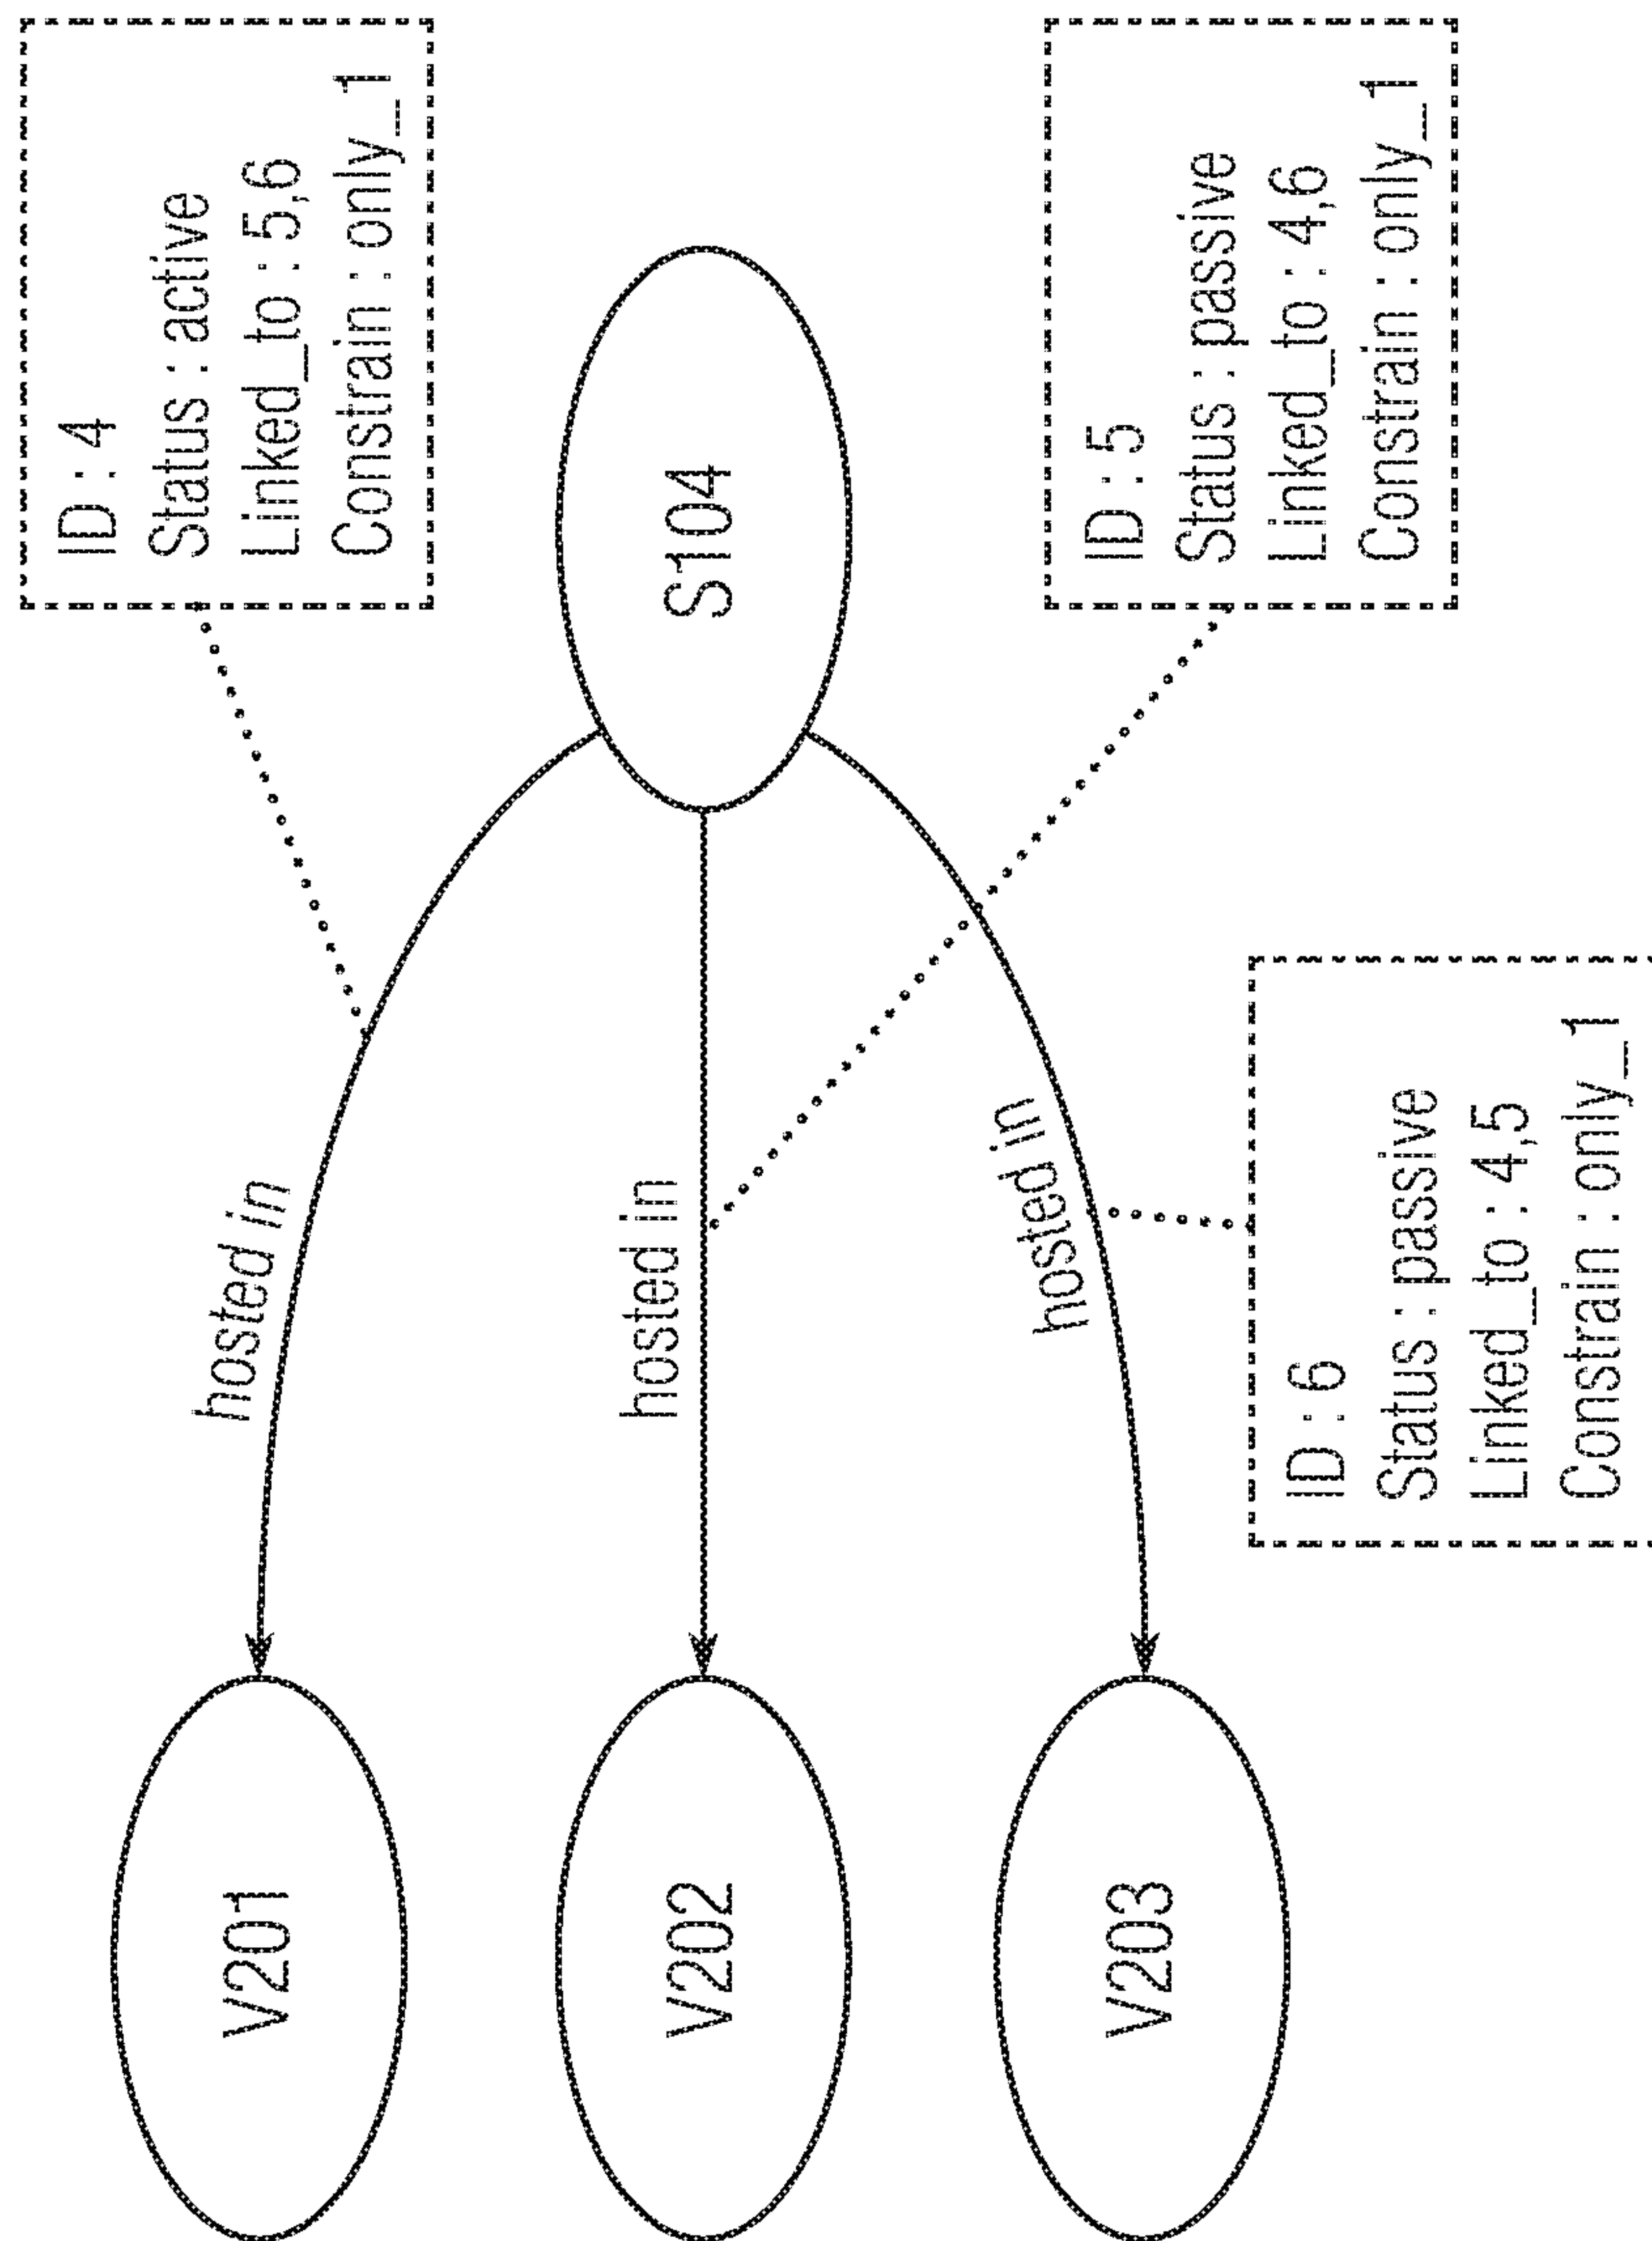 ID : 4
Status : active
Linked_to : 5,6
Constrain : only_1
S104
ID : 5
Status : passive
Linked_to : 4,6
Constrain : only_1
hosted in
hosted in
hosted in
ID : 6
Status : passive
Linked_to : 4,5
Constrain : only_1
V201
V202
V203